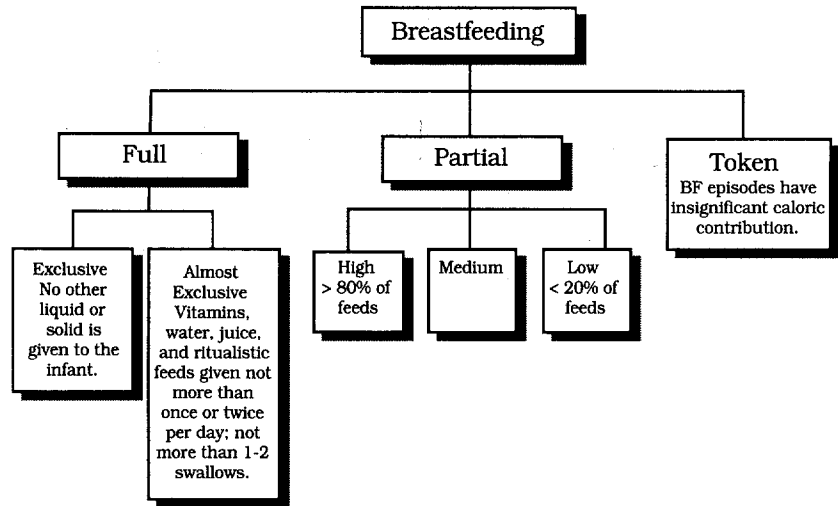 Breastfeeding
Full
Partial
Token
BF episodes have
insignificant caloric
contribution.
Exclusive
No other
liquid or
solid is
given to the
infant.
Almost
Exclusive
Vitamins,
water, juice,
and ritualistic
feeds given not
more than
once or twice
per day; not
more than 1-2
swallows.
High
> 80% of
feeds
Medium
Low
< 20% of
feeds